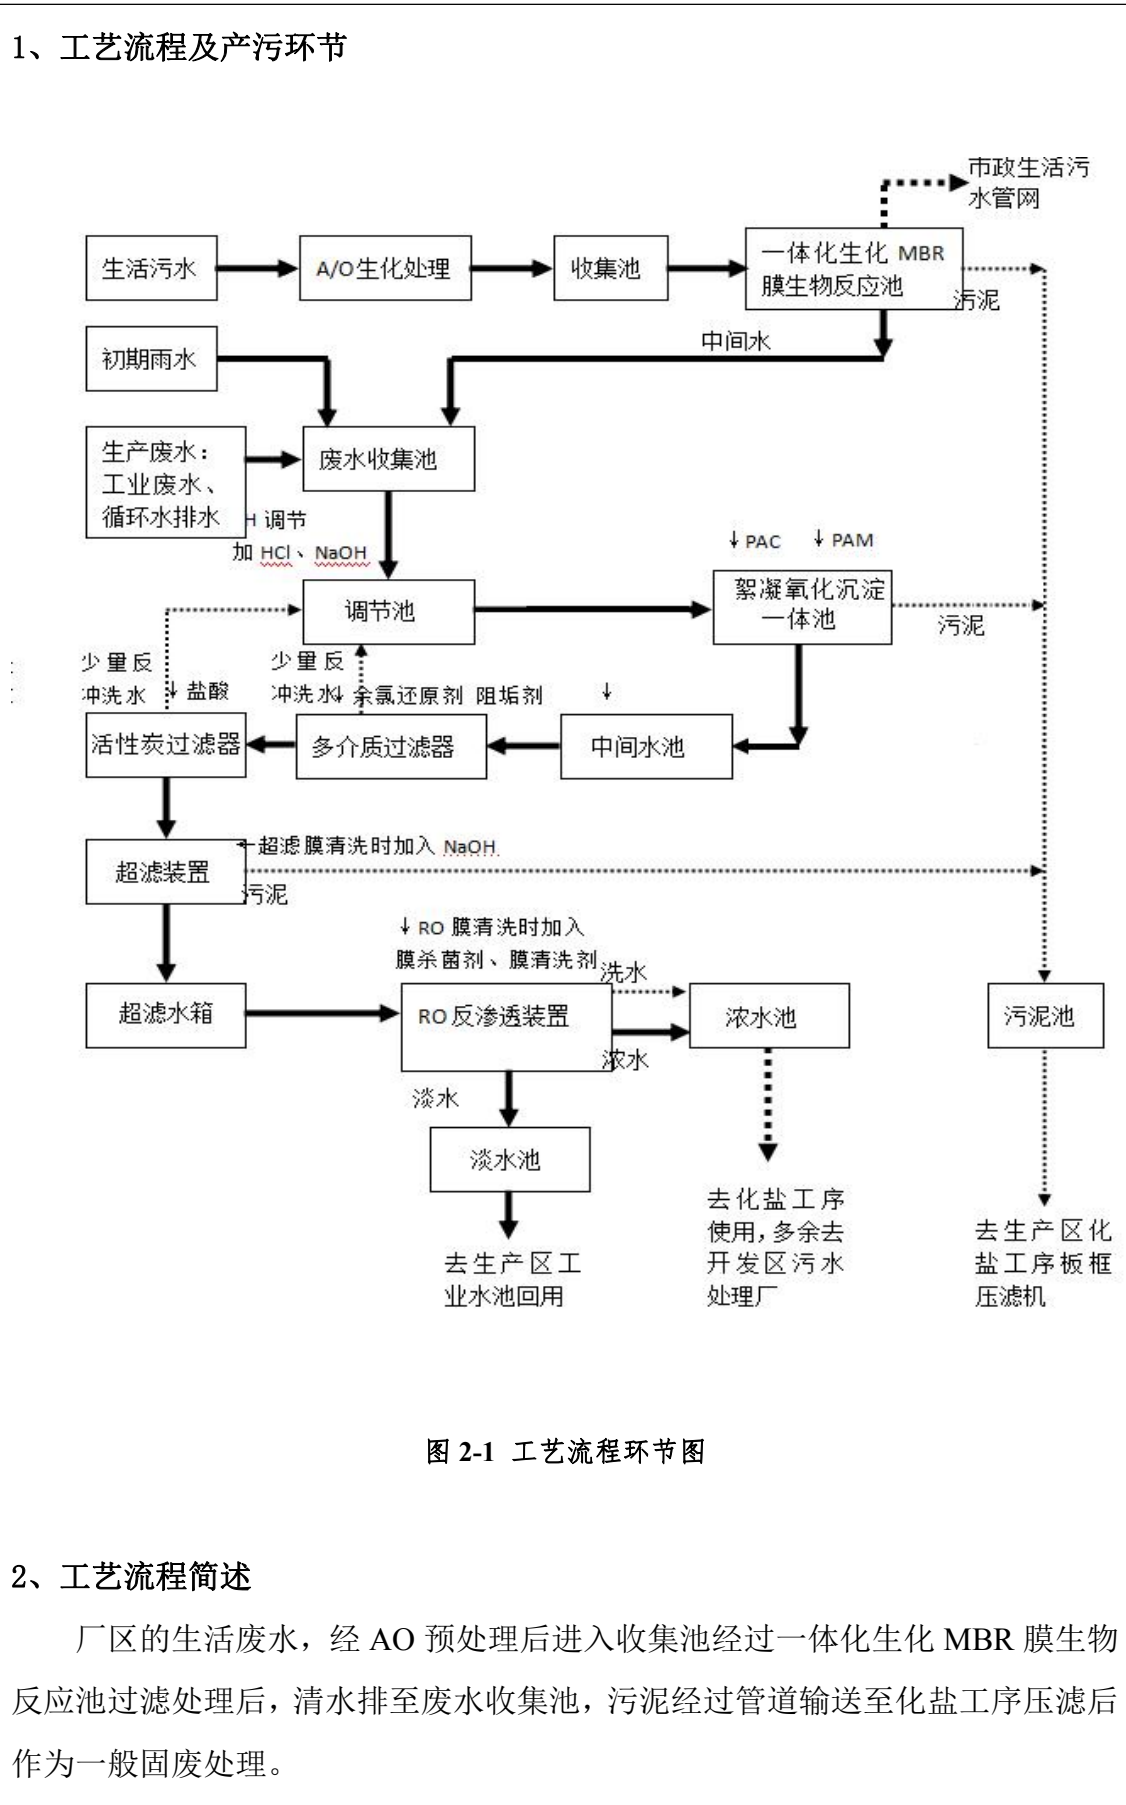 1、工艺流程及产污环节
市政生活污
水管网
生活污水
A/O生化处理
收集池
一体化生化 MBR
膜生物反应池
污泥
初期雨水
中间水
生产废水：
工业废水、
循环水排水
废水收集池
H 调节
加 HCl、NaOH
↓ PAC ↓ PAM
调节池
絮凝氧化沉淀
一体池
污泥
少量反
冲洗水
↓ 盐酸
少量反
冲洗水
↓ 余氯还原剂 阻垢剂
↓
活性炭过滤器
多介质过滤器
中间水池
←超滤膜清洗时加入 NaOH
超滤装置
污泥
↓ RO 膜清洗时加入
膜杀菌剂、膜清洗剂
洗水
超滤水箱
RO反渗透装置
浓水池
污泥池
浓水
淡水
淡水池
去化盐工序
使用，多余去
开发区污水
处理厂
去生产区化
盐工序板框
压滤机
去生产区工
业水池回用
图 2-1 工艺流程环节图
2、工艺流程简述
厂区的生活废水，经 AO 预处理后进入收集池经过一体化生化 MBR 膜生物
反应池过滤处理后，清水排至废水收集池，污泥经过管道输送至化盐工序压滤后
作为一般固废处理。